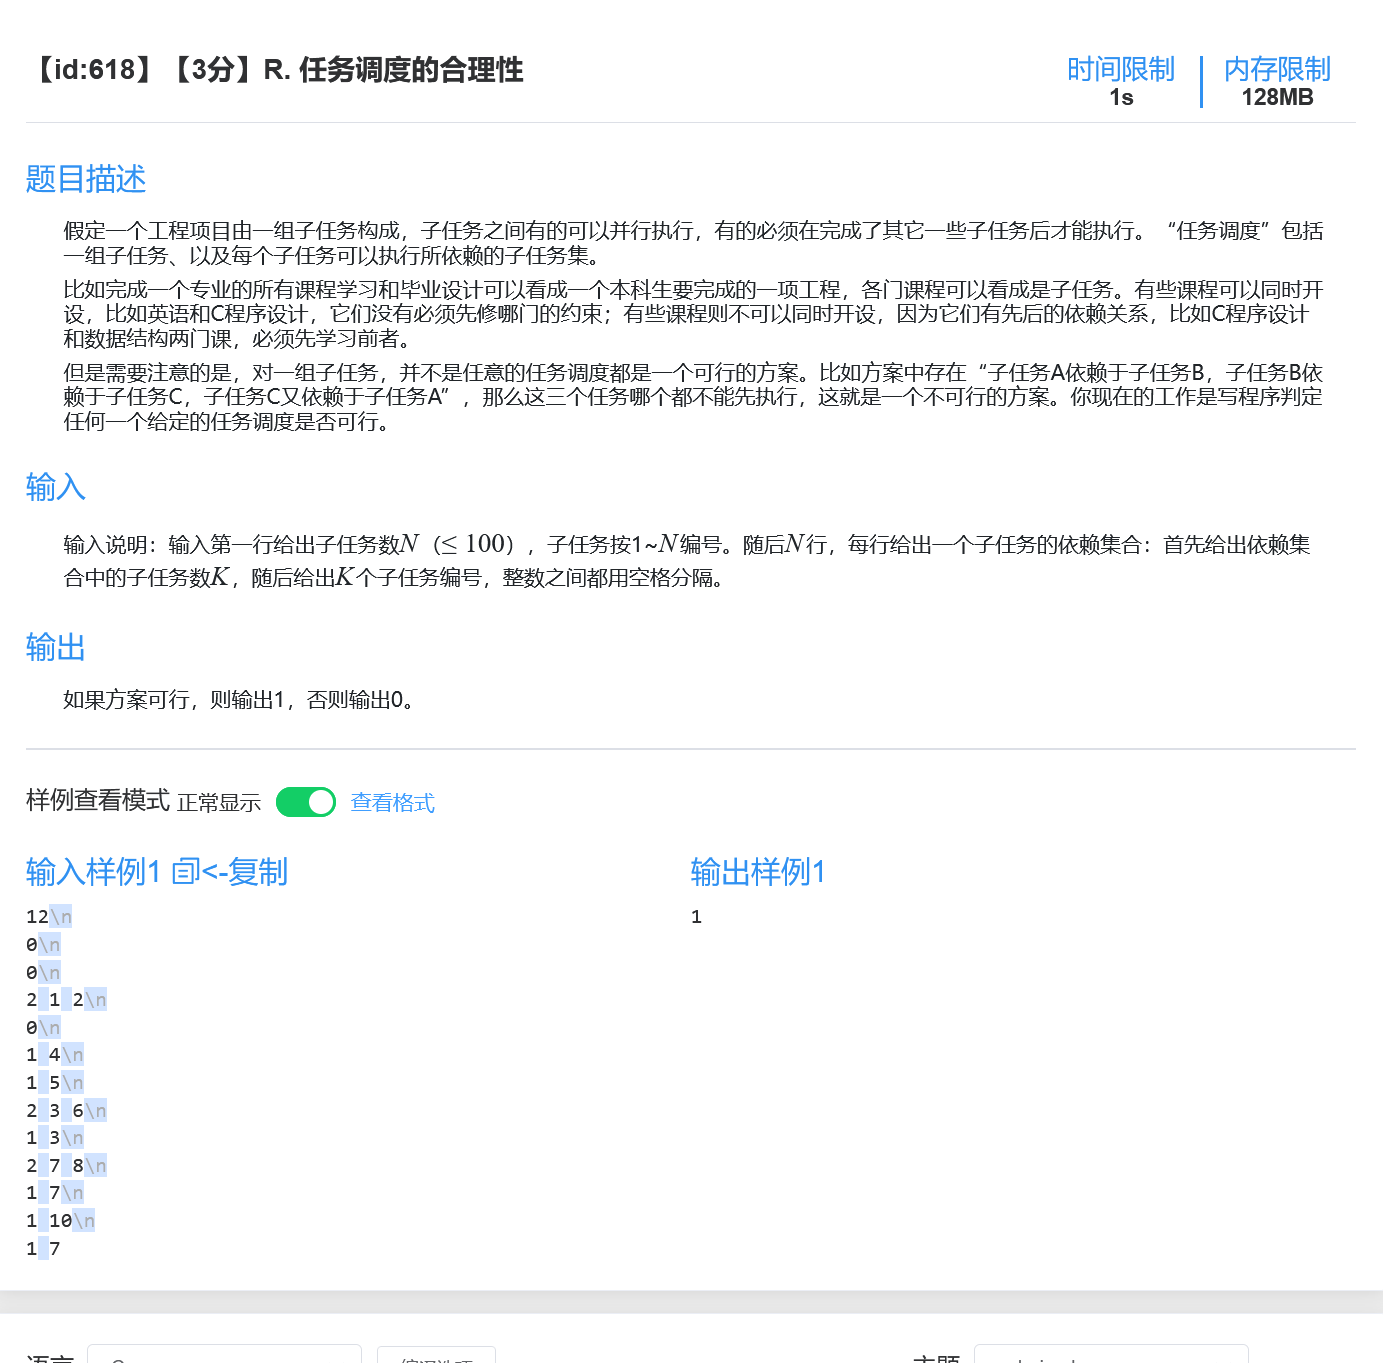 【id:618】【3分】R. 任务调度的合理性
时间限制
1s
内存限制
128MB
题目描述
假定一个工程项目由一组子任务构成，子任务之间有的可以并行执行，有的必须在完成了其它一些子任务后才能执行。“任务调度”包括
一组子任务、以及每个子任务可以执行所依赖的子任务集。
比如完成一个专业的所有课程学习和毕业设计可以看成一个本科生要完成的一项工程，各门课程可以看成是子任务。有些课程可以同时开
设，比如英语和C程序设计，它们没有必须先修哪门的约束；有些课程则不可以同时开设，因为它们有先后的依赖关系，比如C程序设计
和数据结构两门课，必须先学习前者。
但是需要注意的是，对一组子任务，并不是任意的任务调度都是一个可行的方案。比如方案中存在“子任务A依赖于子任务B，子任务B依
赖于子任务C，子任务C又依赖于子任务A”，那么这三个任务哪个都不能先执行，这就是一个不可行的方案。你现在的工作是写程序判定
任何一个给定的任务调度是否可行。
输入
输入说明：输入第一行给出子任务数N（≤ 100），子任务按1~N编号。随后N行，每行给出一个子任务的依赖集合：首先给出依赖集
合中的子任务数K，随后给出K个子任务编号，整数之间都用空格分隔。
输出
如果方案可行，则输出1，否则输出0。
样例查看模式 正常显示 查看格式
输入样例1 <-复制
12\n
0\n
0\n
2 1 2\n
0\n
1 4\n
1 5\n
2 3 6\n
1 3\n
2 7 8\n
1 7\n
1 10\n
1 7
输出样例1
1